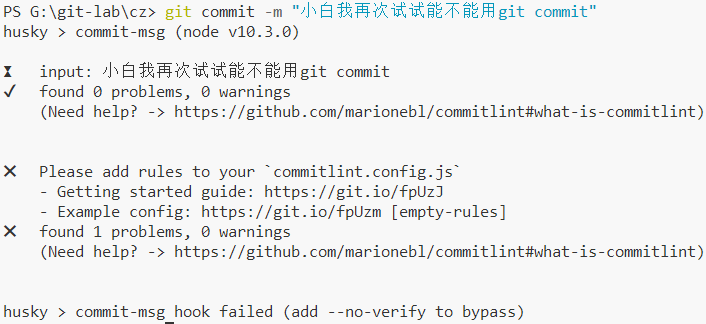 PS G:\git-lab\cz> git commit -m "小白我再次试试能不能用git commit"
husky > commit-msg (node v10.3.0)
⧗ input: 小白我再次试试能不能用git commit
✔ found 0 problems, 0 warnings
(Need help? -> https://github.com/marionebl/commitlint#what-is-commitlint)
✖ Please add rules to your `commitlint.config.js`
- Getting started guide: https://git.io/fpUzJ
- Example config: https://git.io/fpUzm [empty-rules]
✖ found 1 problems, 0 warnings
(Need help? -> https://github.com/marionebl/commitlint#what-is-commitlint)
husky > commit-msg hook failed (add --no-verify to bypass)